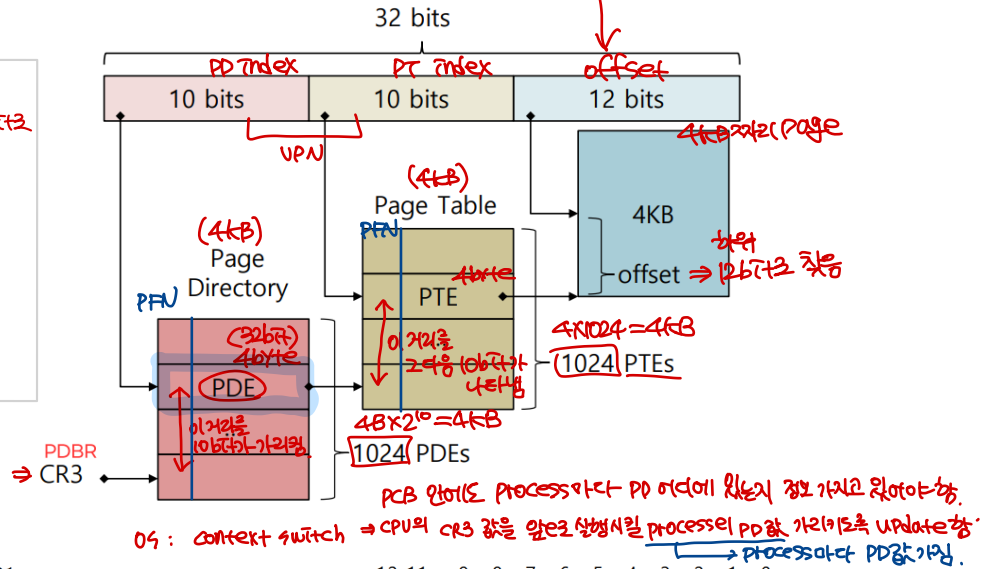 32 bits
PD index PT index offset
10 bits 10 bits 12 bits
VPN
4KB짜리 page
(4KB)
Page Table
(4KB)
Page
Directory
PFN
4KB
하위
offset ⇒ 12bit로 찾음
PFN
4byte
PTE
(32bit)
4byte
PDE
이 거리를
그다음 10bit가
나타냄
4×1024=4KB
1024 PTEs
이거리를
10bit가 가리킴
4B×2¹⁰=4KB
1024 PDEs
PDBR
⇒ CR3
PCB 안에도 process마다 PD 어디에 있는지 정보 가지고 있어야 함.
OS : context switch ⇒ CPU의 CR3 값을 앞으로 실행시킬 process의 PD값 가리키도록 update함
→ process마다 PD값 가짐.